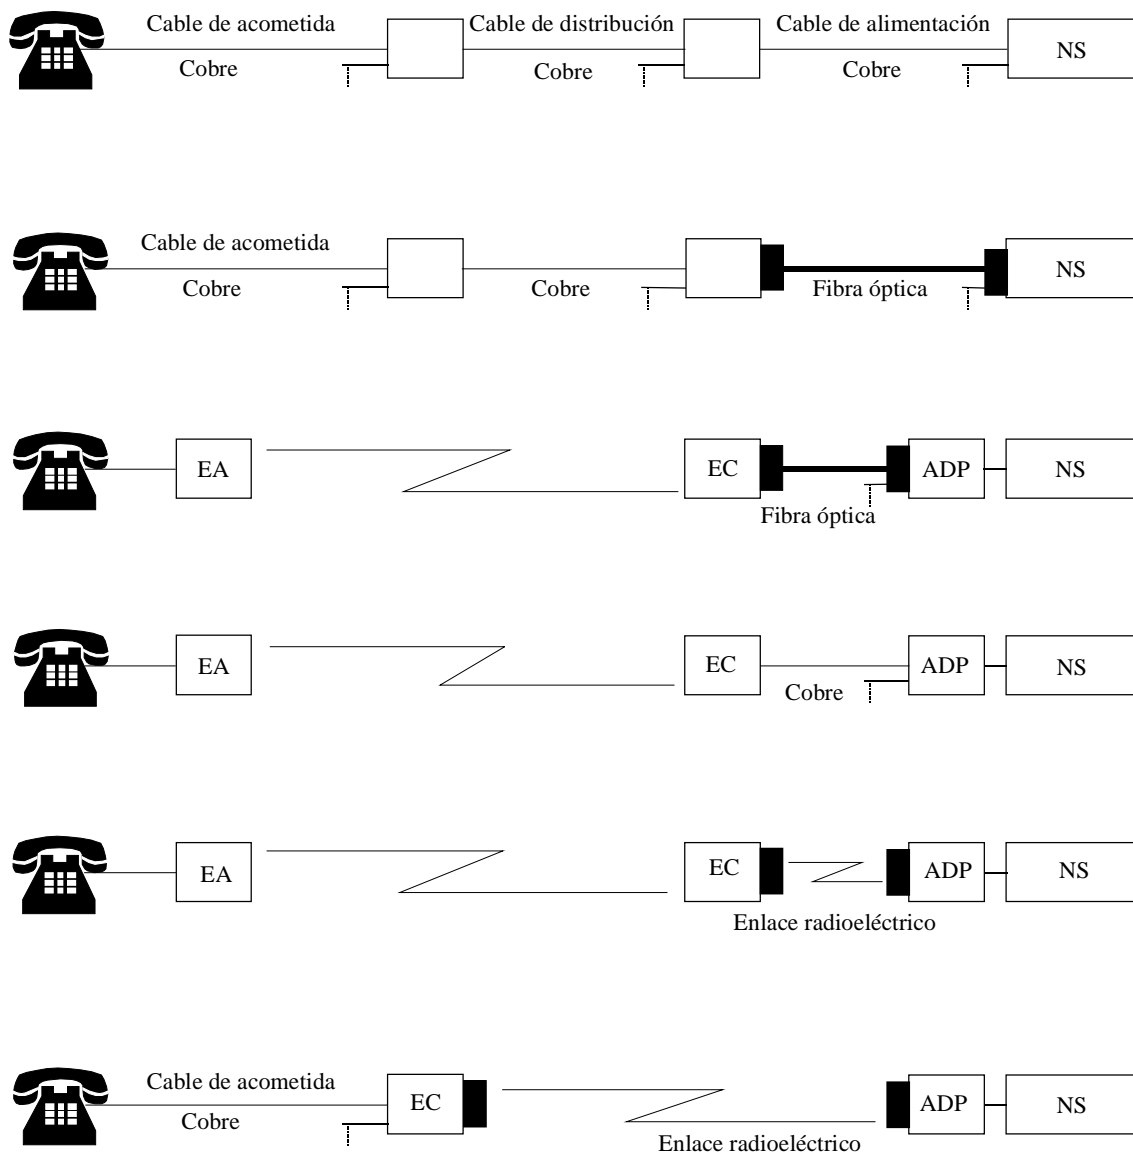 Cable de acometida
Cable de distribución
Cable de alimentación
NS
Cobre
Cobre
Cobre
Cable de acometida
NS
Cobre
Cobre
Fibra óptica
EA
EC
ADP
NS
Fibra óptica
EA
EC
ADP
NS
Cobre
EA
EC
ADP
NS
Enlace radioeléctrico
Cable de acometida
EC
ADP
NS
Cobre
Enlace radioeléctrico